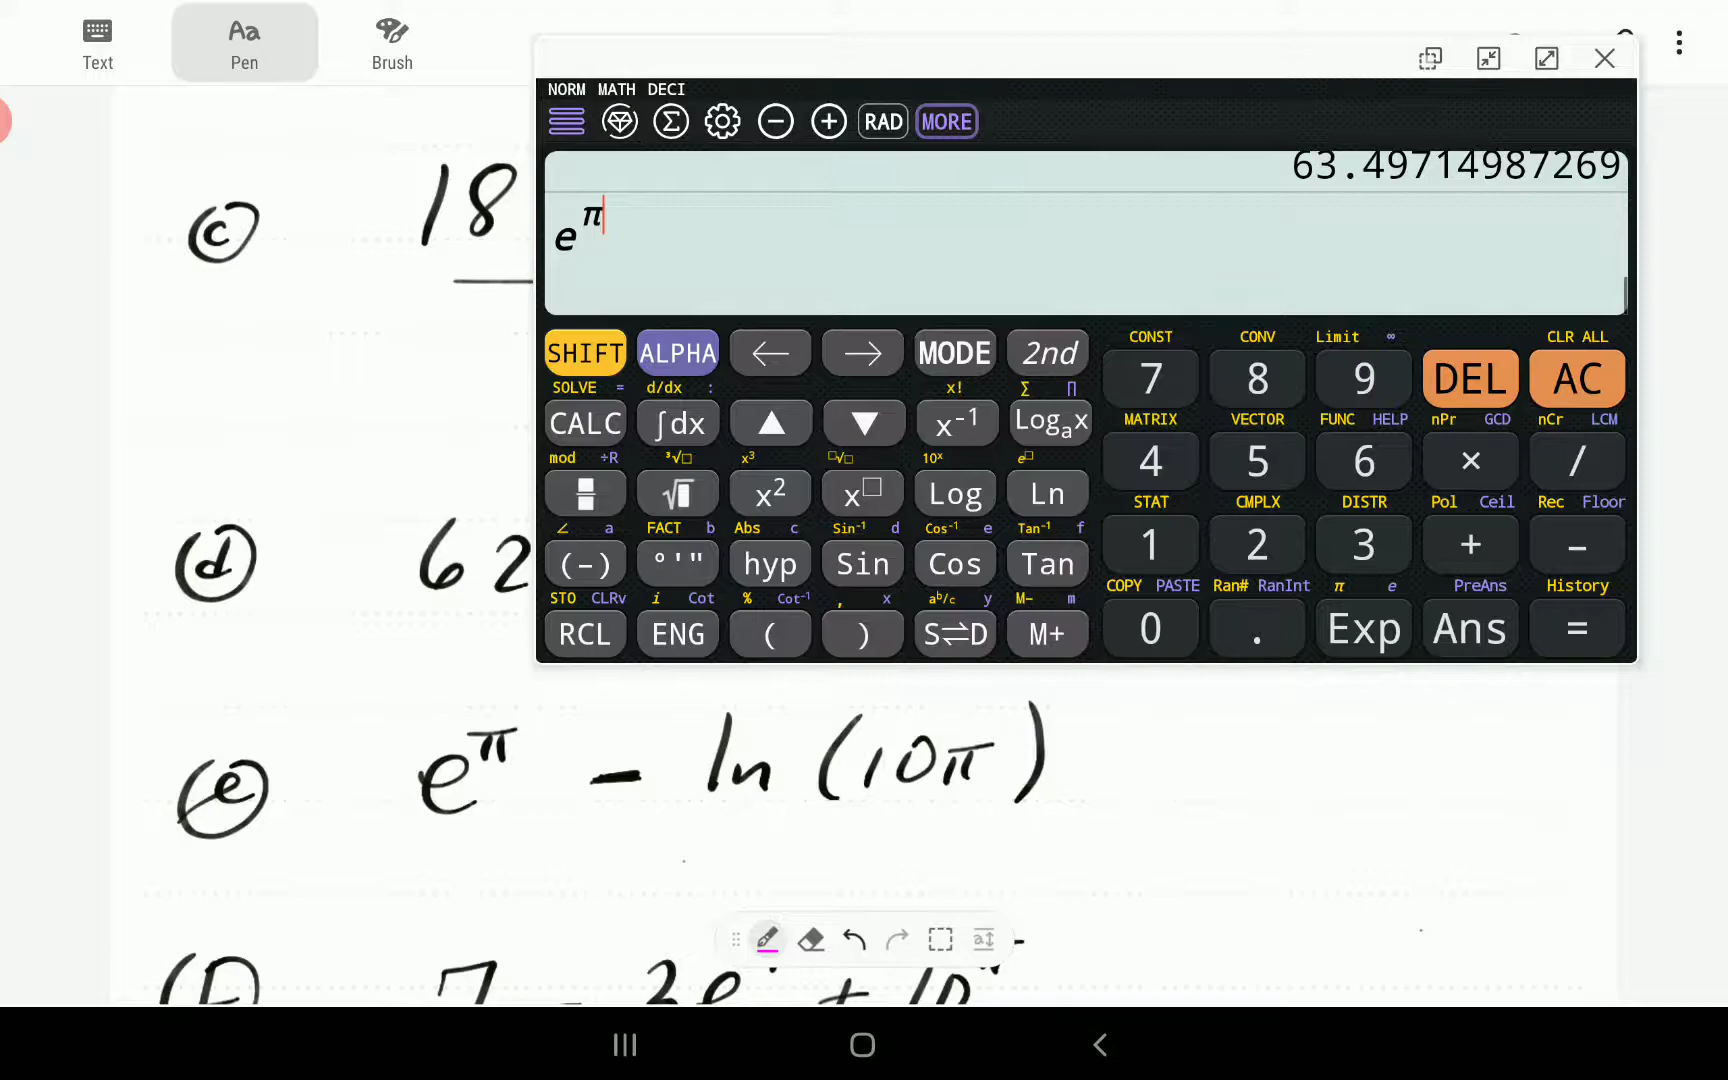 Text Pen Brush
NORM MATH DECI
RAD MORE
63.49714987269
e^π
SHIFT ALPHA ← → MODE 2nd
CONST CONV Limit ∞ CLR ALL
7 8 9 DEL AC
SOLVE = d/dx : x! Σ ∏
CALC ∫dx ▲ ▼ x⁻¹ Logₐx
MATRIX VECTOR FUNC HELP nPr GCD nCr LCM
4 5 6 × /
mod ÷R ³√□ x³ □√□ 10ˣ e□
√ x² x□ Log Ln
STAT CMPLX DISTR Pol Ceil Rec Floor
1 2 3 + −
∠ a FACT b Abs c Sin⁻¹ d Cos⁻¹ e Tan⁻¹ f
(−) °'" hyp Sin Cos Tan
COPY PASTE Ran# RanInt π e PreAns History
0 . Exp Ans =
STO CLRv i Cot % Cot⁻¹ , x aᵇ/c y M− m
RCL ENG ( ) S⇌D M+
ⓒ 18
ⓓ 62
ⓔ e^π − ln (10π)
7 −